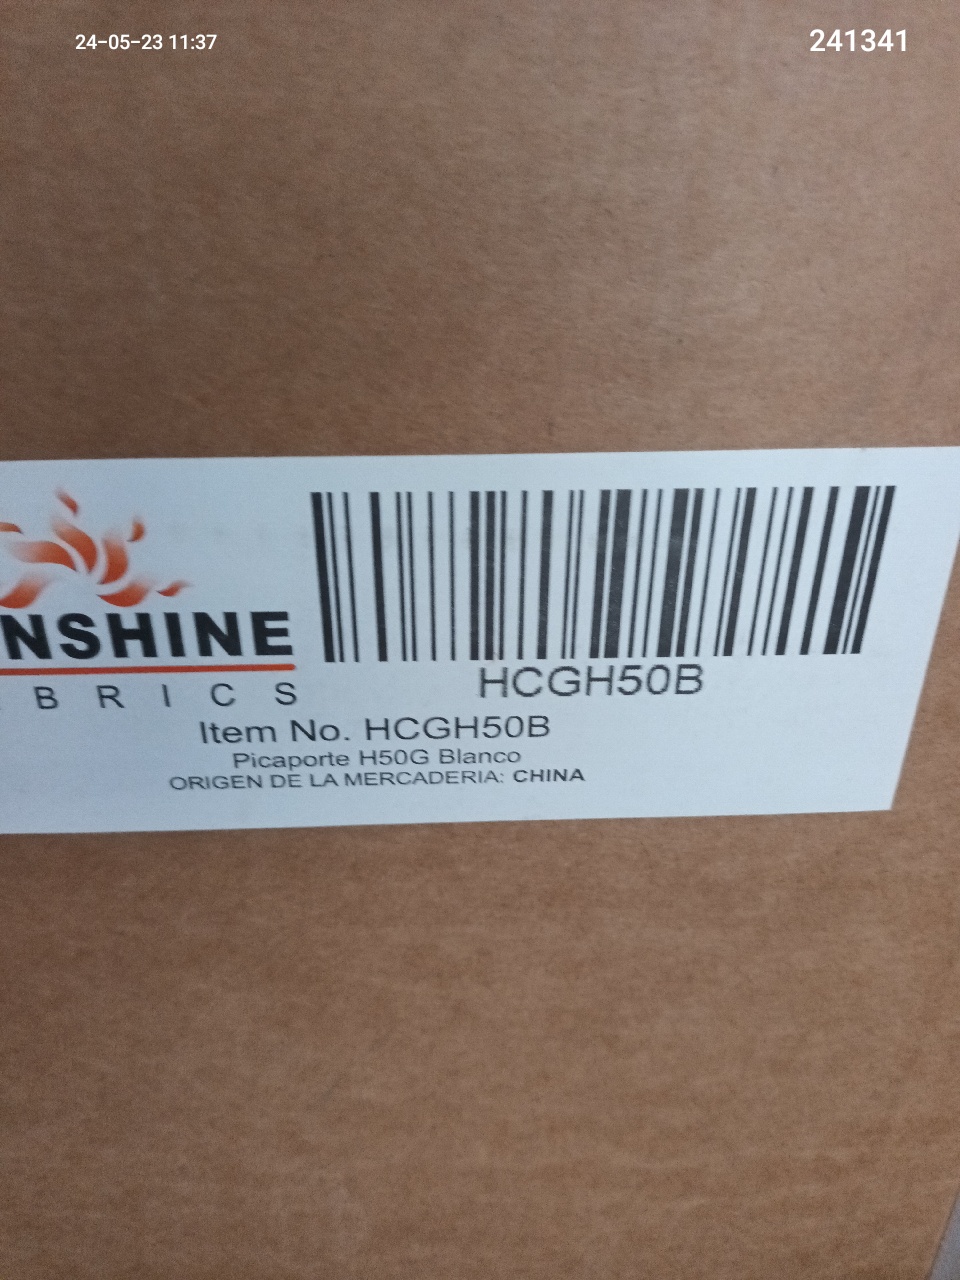 24-05-23 11:37
241341
NSHINE
BRICS
HCGH50B
Item No. HCGH50B
Picaporte H50G Blanco
ORIGEN DE LA MERCADERIA: CHINA